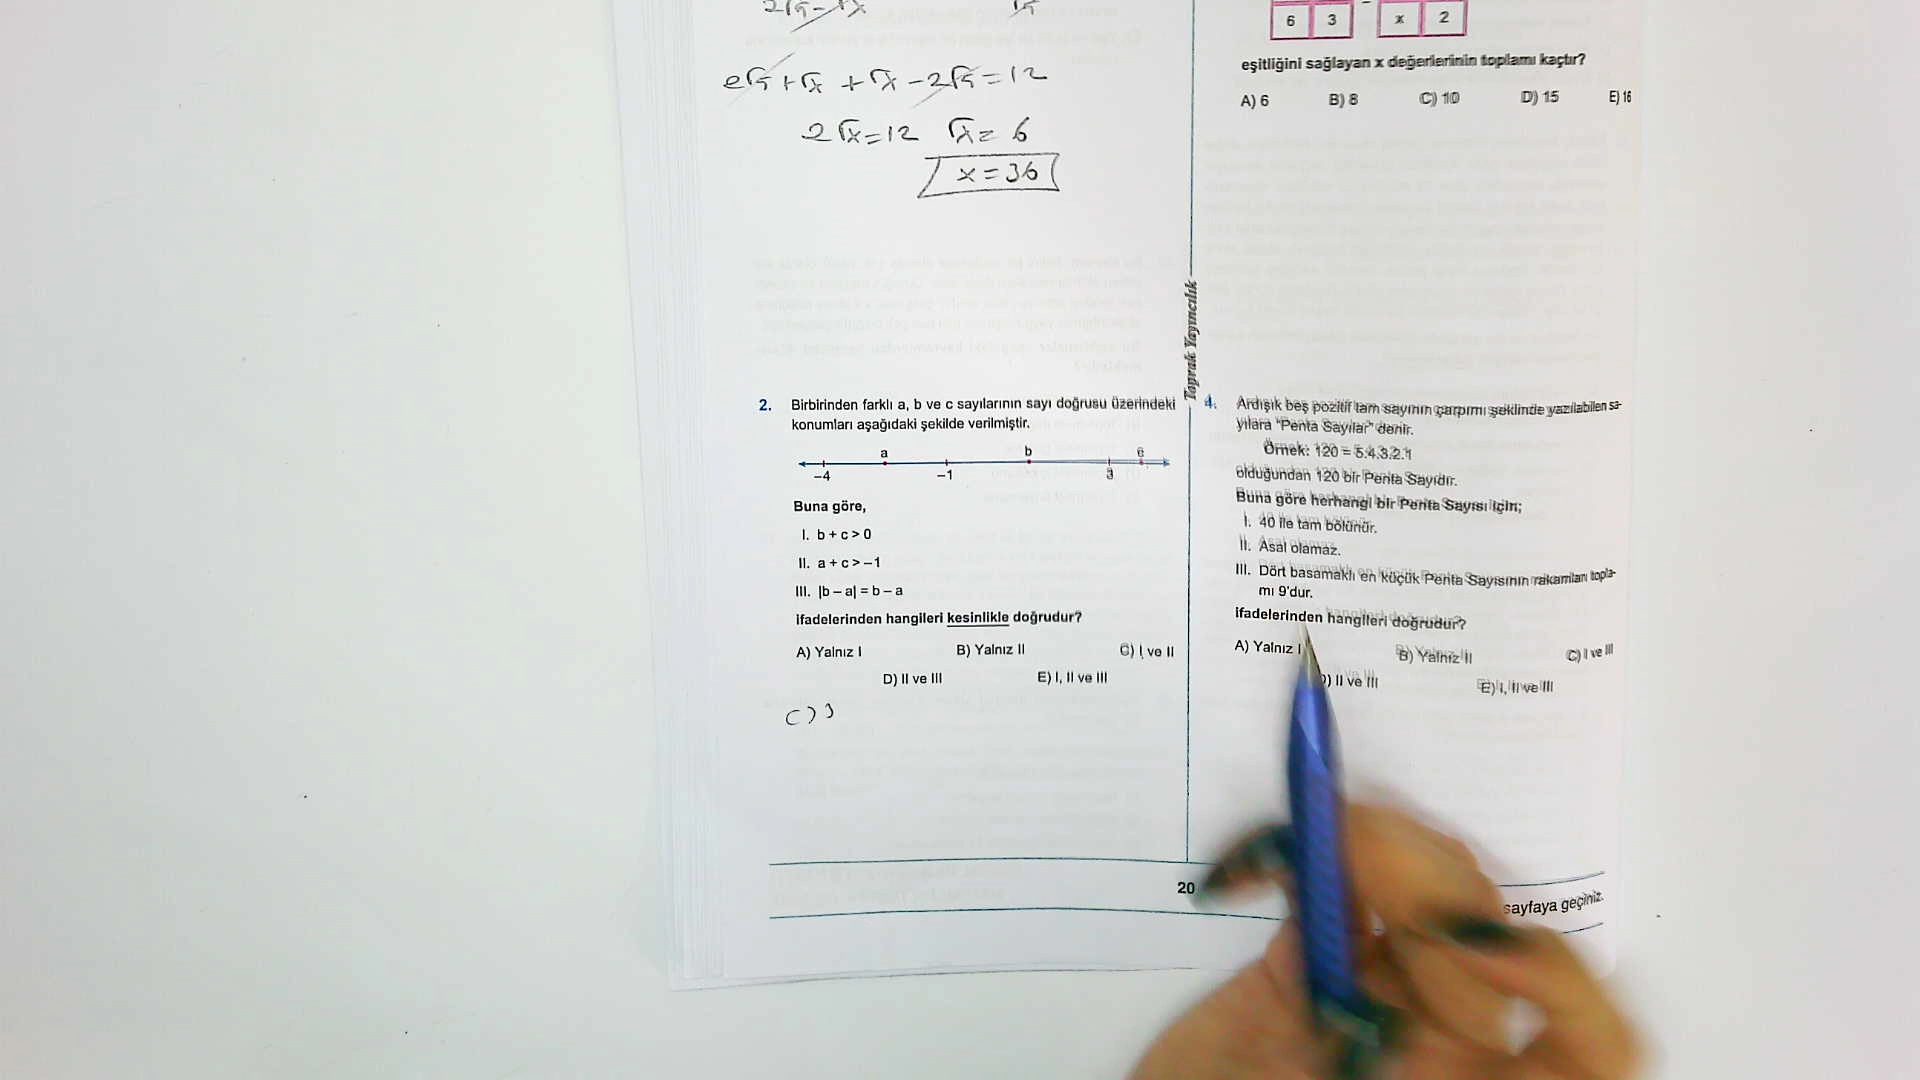 2√x = 12 √x = 6
x = 36
2. Birbirinden farklı a, b ve c sayılarının sayı doğrusu üzerindeki
konumları aşağıdaki şekilde verilmiştir.
a b c
−4 −1 3
Buna göre,
I. b + c > 0
II. a + c > −1
III. |b − a| = b − a
ifadelerinden hangileri kesinlikle doğrudur?
A) Yalnız I B) Yalnız II C) I ve II
D) II ve III E) I, II ve III
c > 3
Toprak Yayıncılık
6 3 x 2
eşitliğini sağlayan x değerlerinin toplamı kaçtır?
A) 6 B) 8 C) 10 D) 15 E) 16
4. Ardışık beş pozitif tam sayının çarpımı şeklinde yazılabilen sa-
yılara "Penta Sayılar" denir.
Örnek: 120 = 5.4.3.2.1
olduğundan 120 bir Penta Sayıdır.
Buna göre herhangi bir Penta Sayısı için;
I. 40 ile tam bölünür.
II. Asal olamaz.
III. Dört basamaklı en küçük Penta Sayısının rakamları topla-
mı 9'dur.
ifadelerinden hangileri doğrudur?
A) Yalnız I B) Yalnız II C) I ve III
) II ve III E) I, II ve III
20
sayfaya geçiniz.